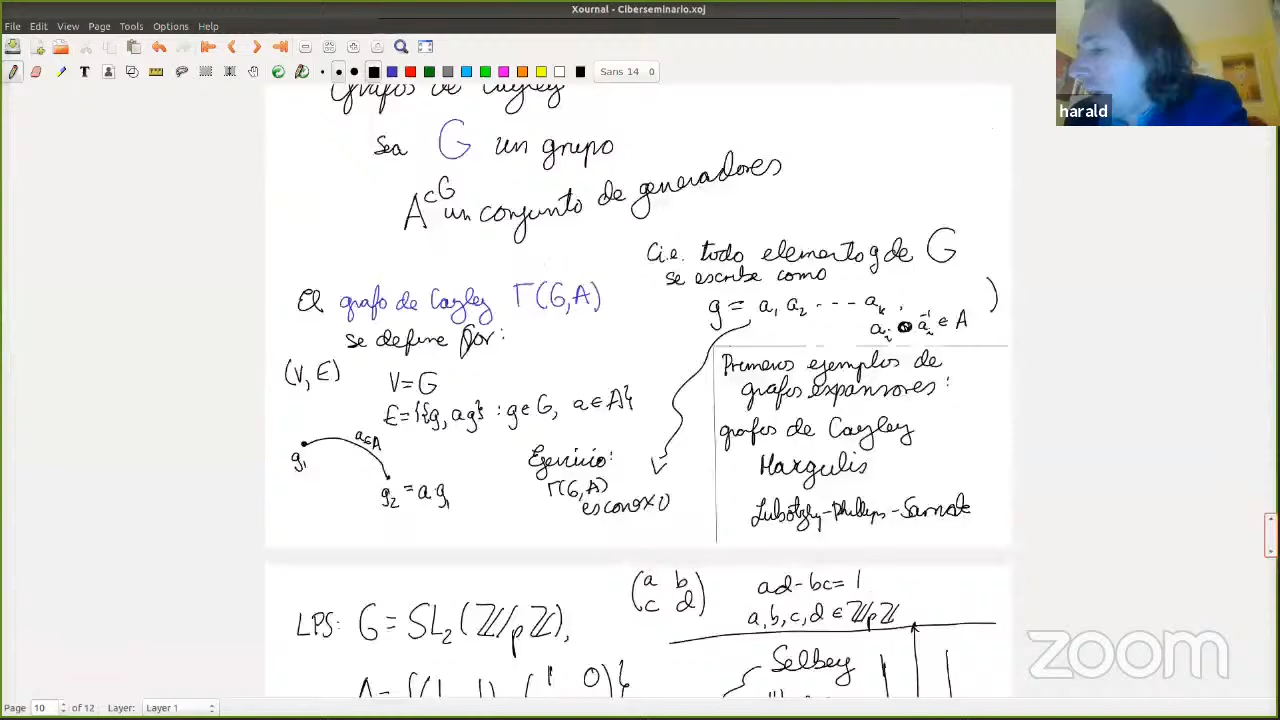 Xournal - Ciberseminario.xoj
File Edit View Page Tools Options Help
Sans 14 0
harald
Grafos de Cayley
Sea G un grupo
A⊂G un conjunto de generadores
(i.e. todo elemento g de G
se escribe como
g = a₁ a₂ ··· aₖ,
aᵢ o aᵢ⁻¹ ∈ A )
El grafo de Cayley Γ(G,A)
se define por:
(V, E)
V = G
E = {{g, ag} : g ∈ G, a ∈ A}
a∈A
g₁
g₂ = a·g₁
Ejercicio:
Γ(G,A)
es conexo
Primeros ejemplos de
grafos expansores:
grafos de Cayley
Margulis
Lubotzky-Phillips-Sarnak
LPS: G = SL₂(ℤ/pℤ),
(a b
c d)
ad - bc = 1
a,b,c,d ∈ ℤ/pℤ
Selbey
zoom
Page 10 of 12 Layer: Layer 1